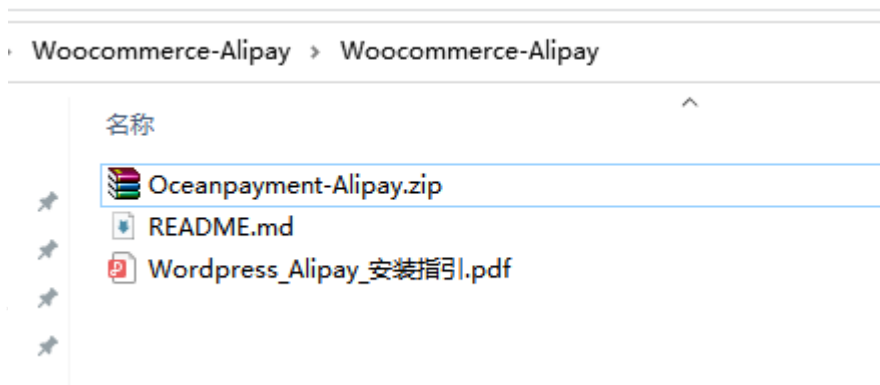 Woocommerce-Alipay › Woocommerce-Alipay
名称
Oceanpayment-Alipay.zip
README.md
Wordpress_Alipay_安装指引.pdf